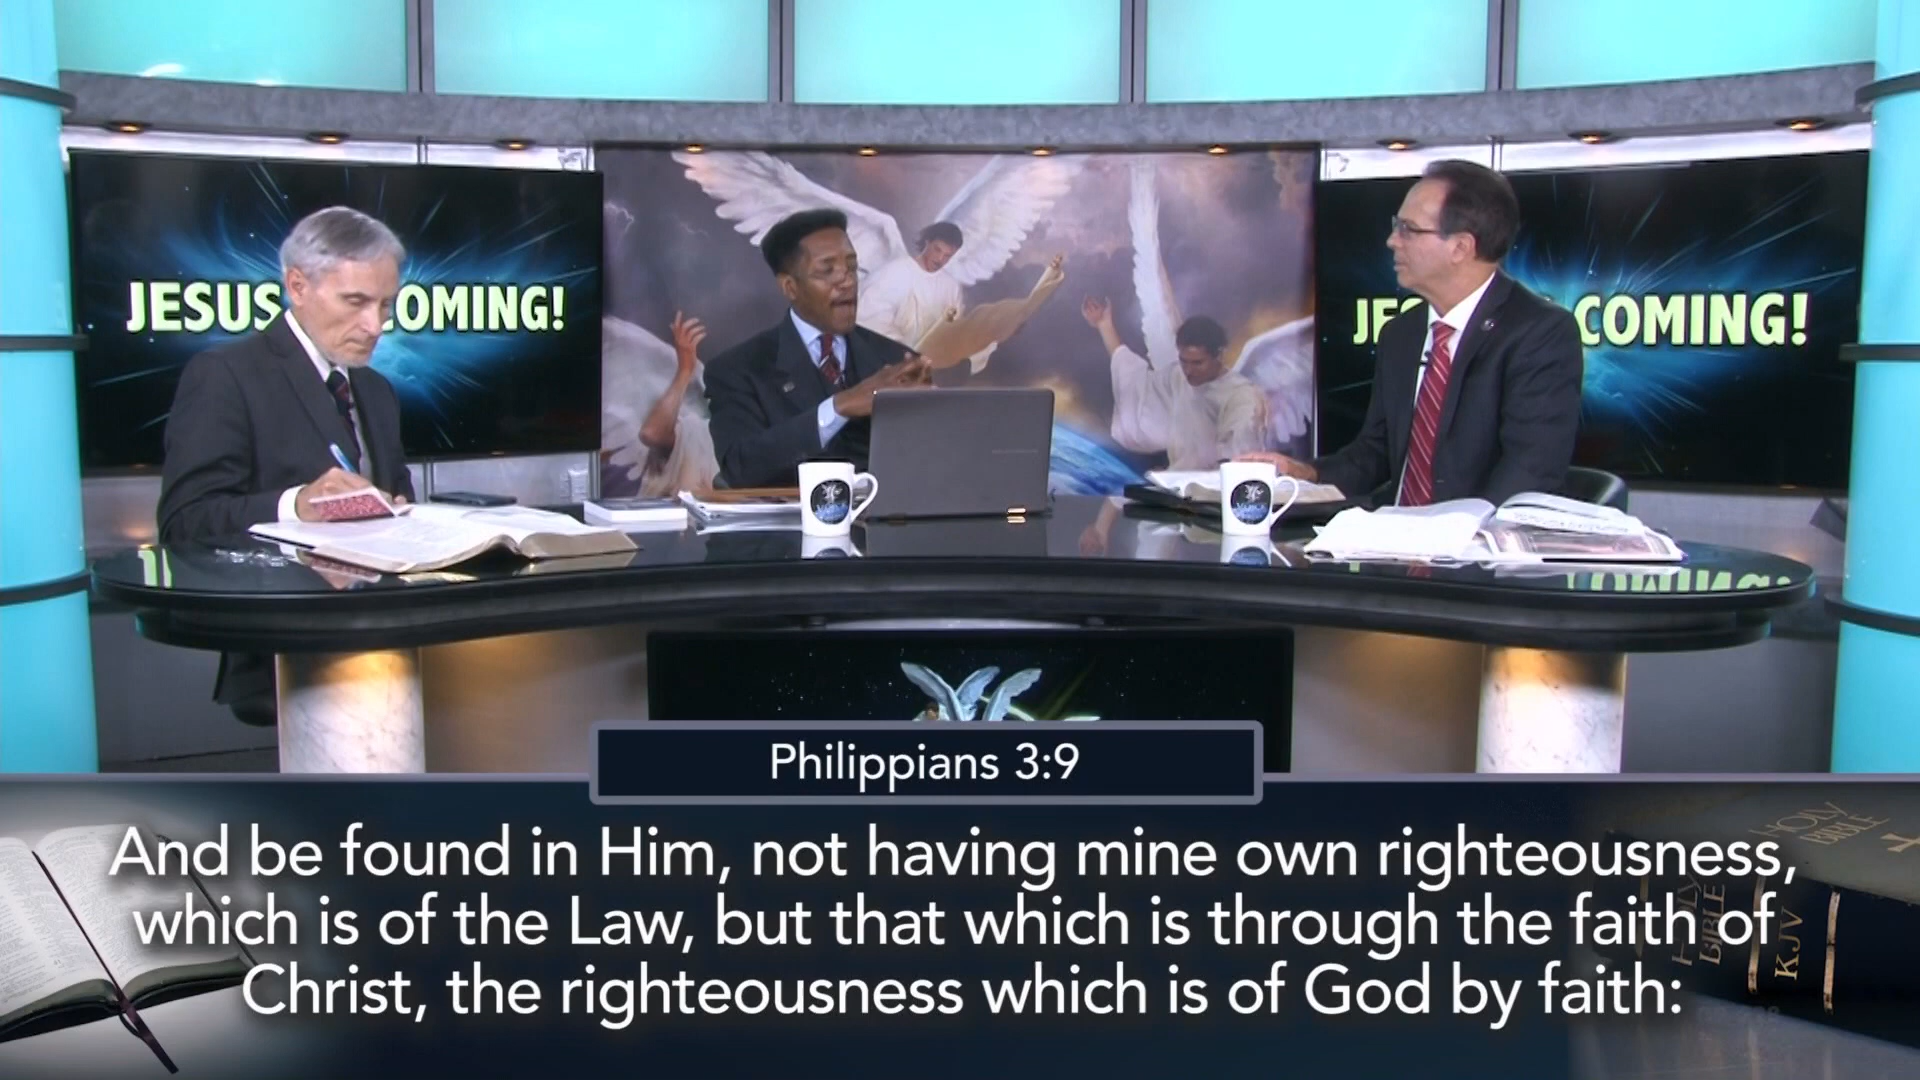 JESUS
COMING!
COMING!
Philippians 3:9
And be found in Him, not having mine own righteousness,
which is of the Law, but that which is through the faith of
Christ, the righteousness which is of God by faith:
HOLY
BIBLE
HOLY
BIBLE
KJV